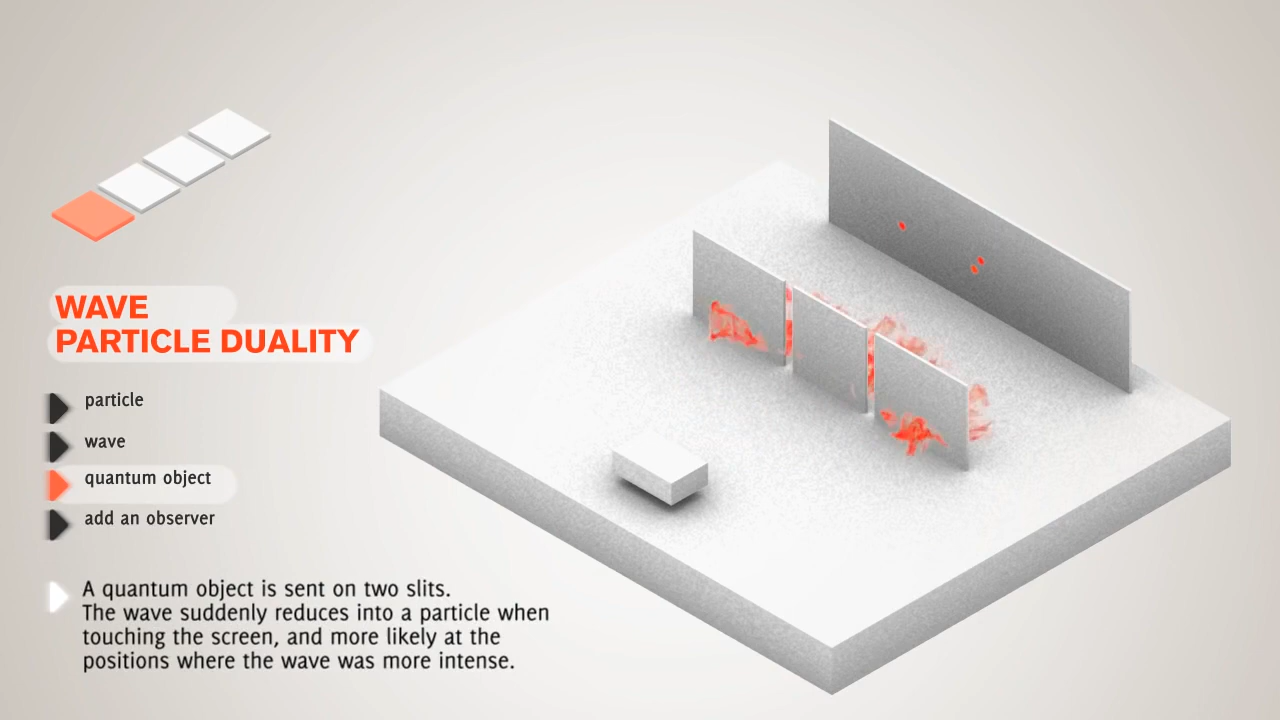 WAVE
PARTICLE DUALITY
particle
wave
quantum object
add an observer
A quantum object is sent on two slits.
The wave suddenly reduces into a particle when
touching the screen, and more likely at the
positions where the wave was more intense.